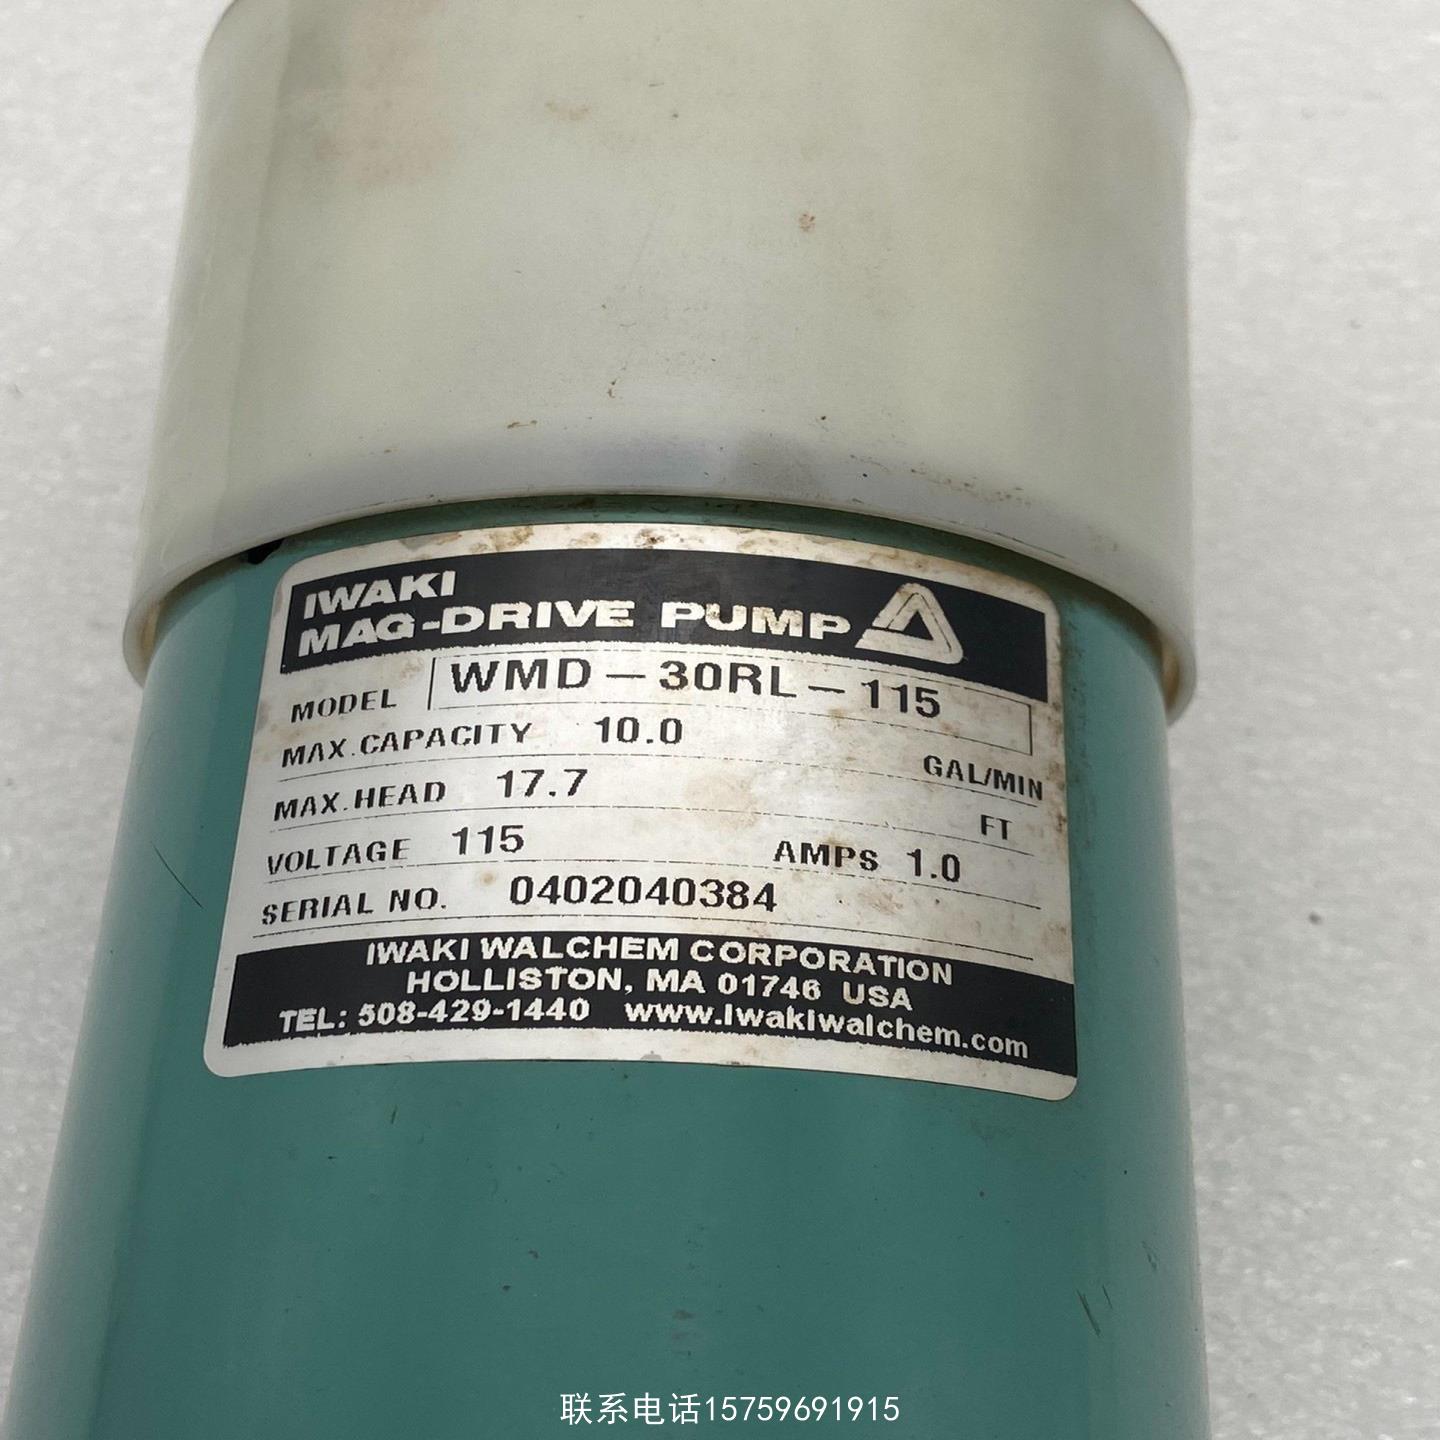 IWAKI
MAG-DRIVE PUMP
MODEL WMD-30RL-115
MAX.CAPACITY 10.0 GAL/MIN
MAX.HEAD 17.7 FT
VOLTAGE 115 AMPS 1.0
SERIAL NO. 0402040384
IWAKI WALCHEM CORPORATION
HOLLISTON, MA 01746 USA
TEL: 508-429-1440 www.iwakiwalchem.com
联系电话15759691915